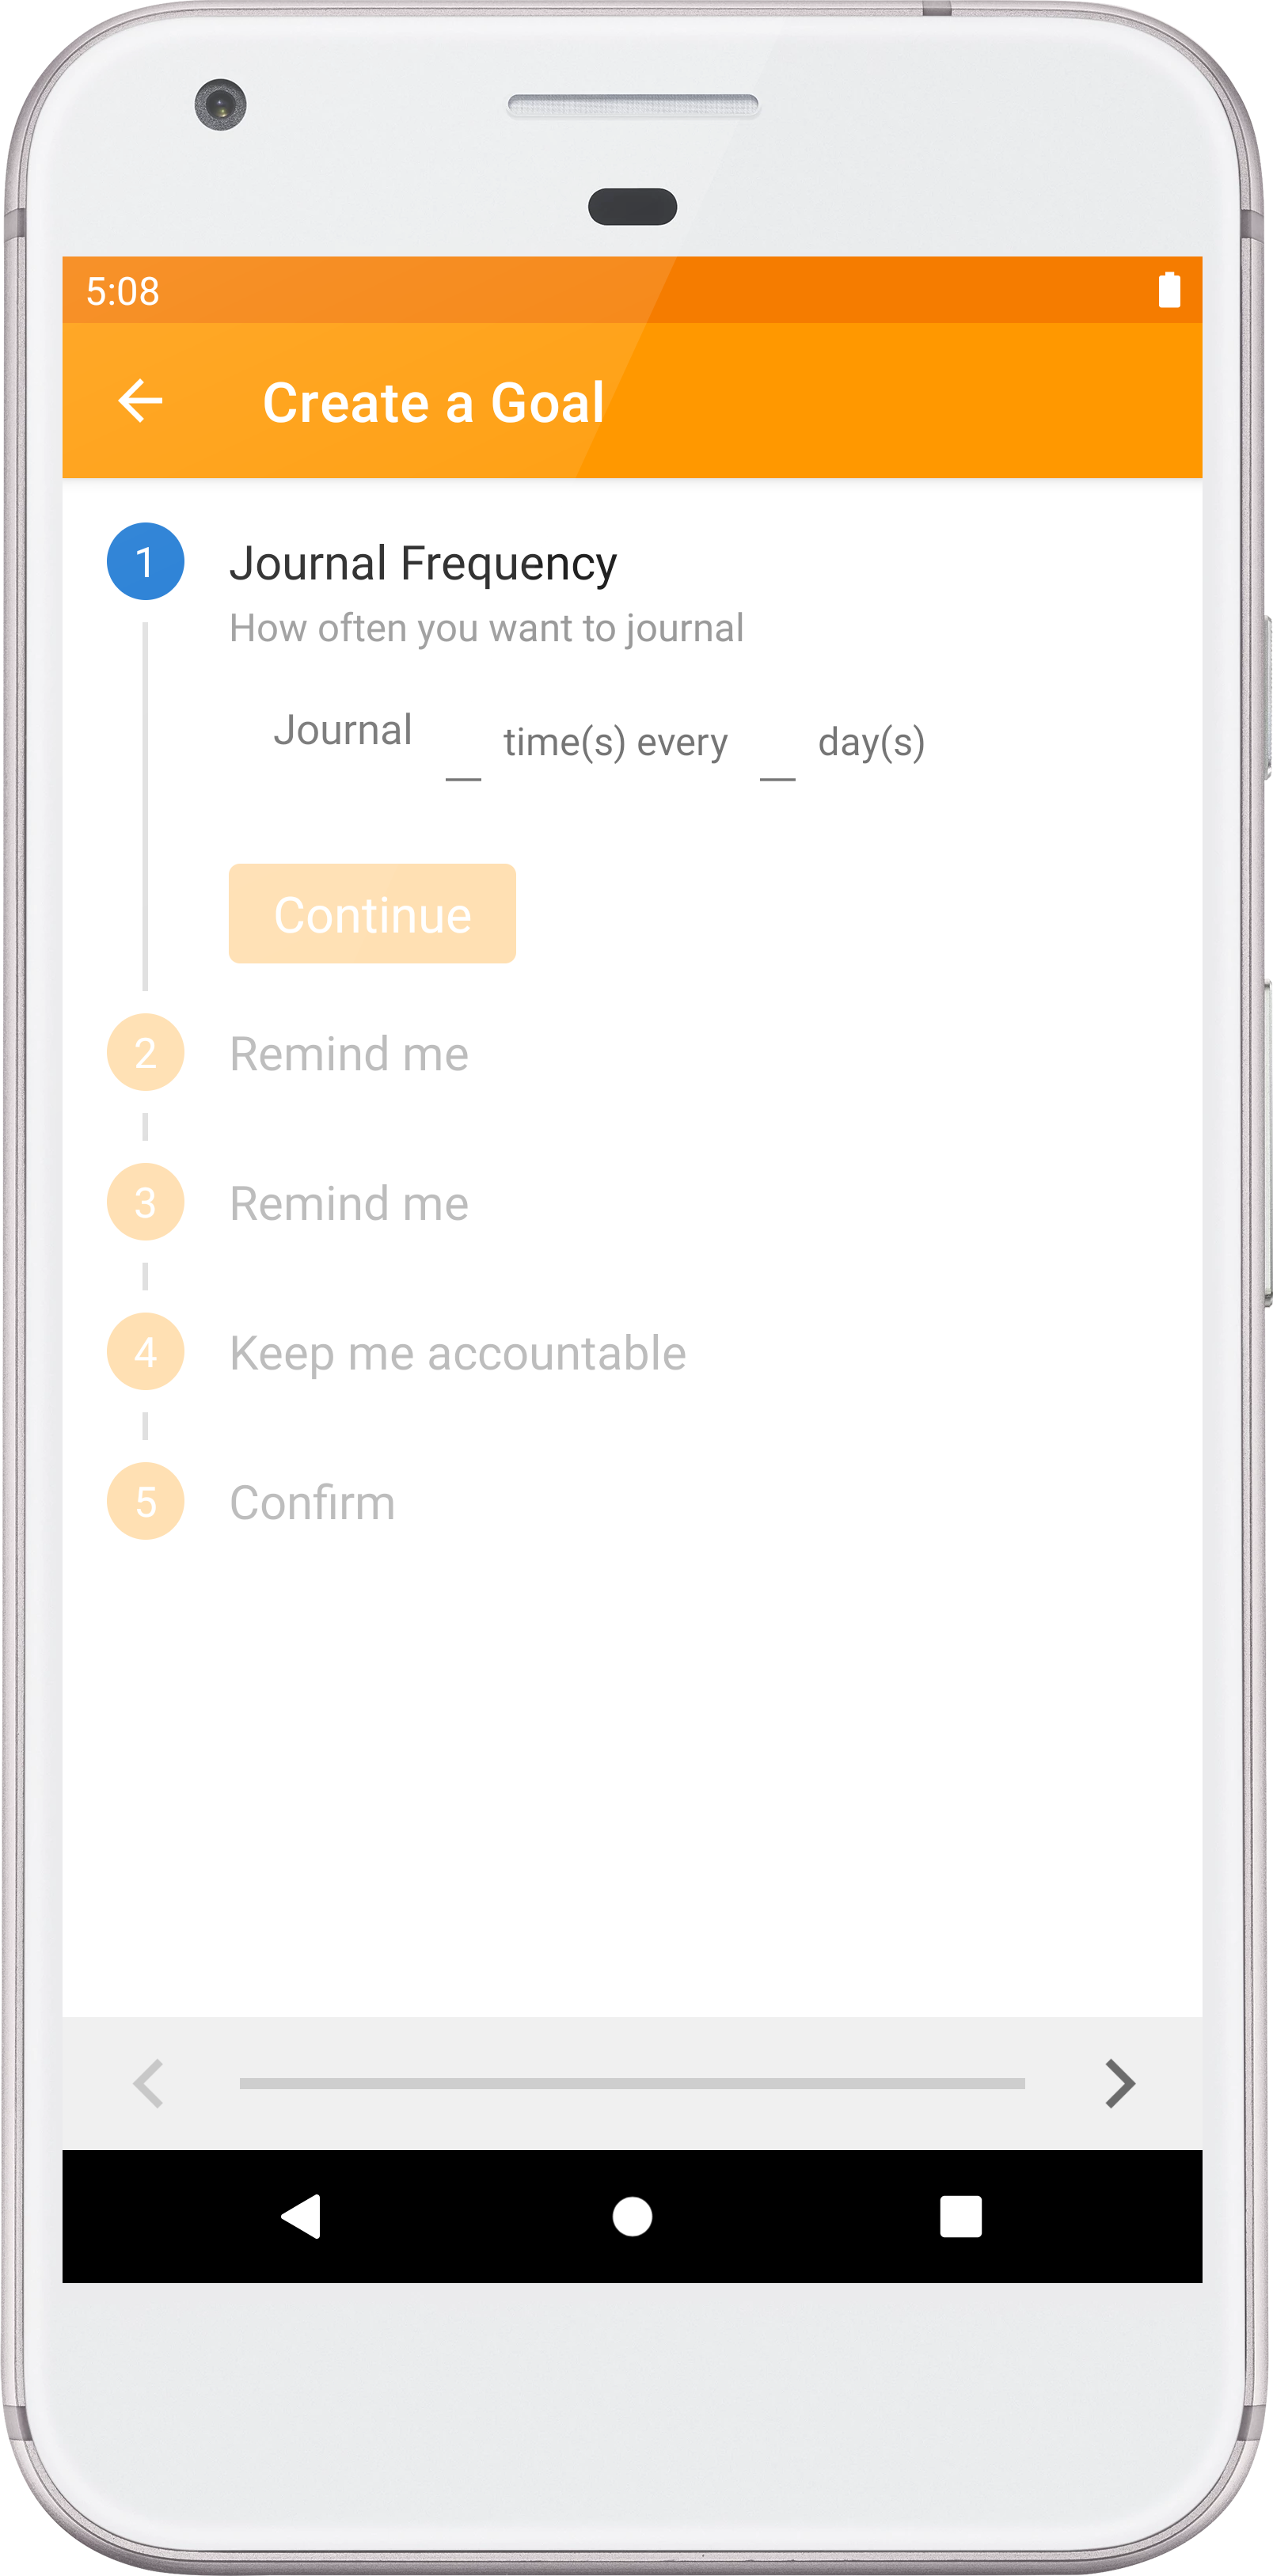 5:08
Create a Goal
1 Journal Frequency
How often you want to journal
Journal __ time(s) every __ day(s)
Continue
2 Remind me
3 Remind me
4 Keep me accountable
5 Confirm